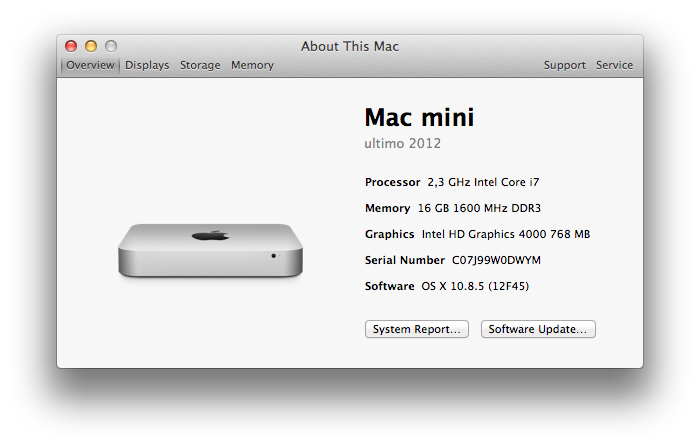 About This Mac
Overview Displays Storage Memory Support Service
Mac mini
ultimo 2012
Processor 2,3 GHz Intel Core i7
Memory 16 GB 1600 MHz DDR3
Graphics Intel HD Graphics 4000 768 MB
Serial Number C07J99W0DWYM
Software OS X 10.8.5 (12F45)
System Report... Software Update...